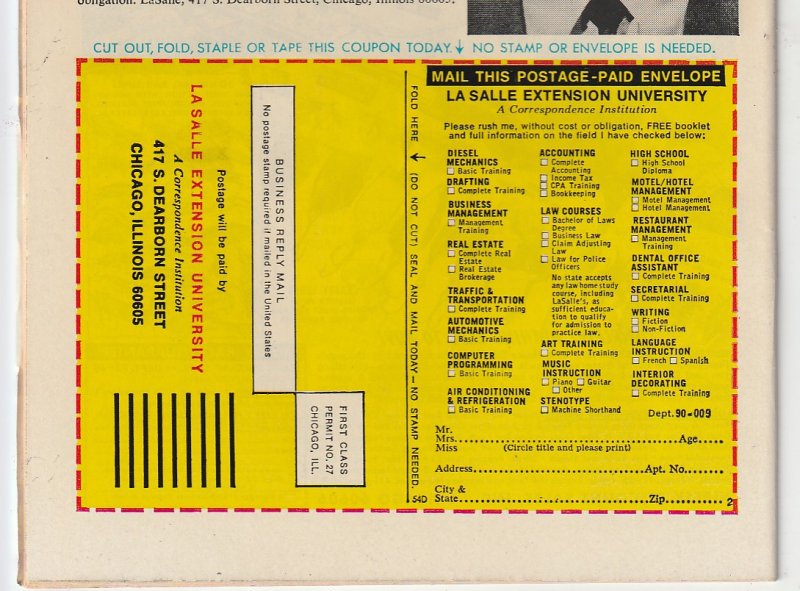 obligation. LaSalle, 417 S. Dearborn Street, Chicago, Illinois 60605.
CUT OUT, FOLD, STAPLE OR TAPE THIS COUPON TODAY. ↓ NO STAMP OR ENVELOPE IS NEEDED.
MAIL THIS POSTAGE-PAID ENVELOPE
LA SALLE EXTENSION UNIVERSITY
A Correspondence Institution
Please rush me, without cost or obligation, FREE booklet
and full information on the field I have checked below:
DIESEL
MECHANICS
☐ Basic Training
DRAFTING
☐ Complete Training
BUSINESS
MANAGEMENT
☐ Management
Training
REAL ESTATE
☐ Complete Real
Estate
☐ Real Estate
Brokerage
TRAFFIC &
TRANSPORTATION
☐ Complete Training
AUTOMOTIVE
MECHANICS
☐ Basic Training
COMPUTER
PROGRAMMING
☐ Basic Training
AIR CONDITIONING
& REFRIGERATION
☐ Basic Training
ACCOUNTING
☐ Complete
Accounting
☐ Income Tax
☐ CPA Training
☐ Bookkeeping
LAW COURSES
☐ Bachelor of Laws
Degree
☐ Business Law
☐ Claim Adjusting
Law
☐ Law for Police
Officers
No state accepts
any law home study
course, including
LaSalle's, as
sufficient educa-
tion to qualify
for admission to
practice law.
ART TRAINING
☐ Complete Training
MUSIC
INSTRUCTION
☐ Piano ☐ Guitar
☐ Other
STENOTYPE
☐ Machine Shorthand
HIGH SCHOOL
☐ High School
Diploma
MOTEL/HOTEL
MANAGEMENT
☐ Motel Management
☐ Hotel Management
RESTAURANT
MANAGEMENT
☐ Management
Training
DENTAL OFFICE
ASSISTANT
☐ Complete Training
SECRETARIAL
☐ Complete Training
WRITING
☐ Fiction
☐ Non-Fiction
LANGUAGE
INSTRUCTION
☐ French ☐ Spanish
INTERIOR
DECORATING
☐ Complete Training
Dept. 90-009
Mr.
Mrs. Age
Miss (Circle title and please print)
Address Apt. No.
City &
State Zip
2
54D
FOLD HERE ↓ (DO NOT CUT) SEAL AND MAIL TODAY — NO STAMP NEEDED.
FIRST CLASS
PERMIT NO. 27
CHICAGO, ILL.
BUSINESS REPLY MAIL
No postage stamp required if mailed in the United States
Postage will be paid by
LA SALLE EXTENSION UNIVERSITY
A Correspondence Institution
417 S. DEARBORN STREET
CHICAGO, ILLINOIS 60605